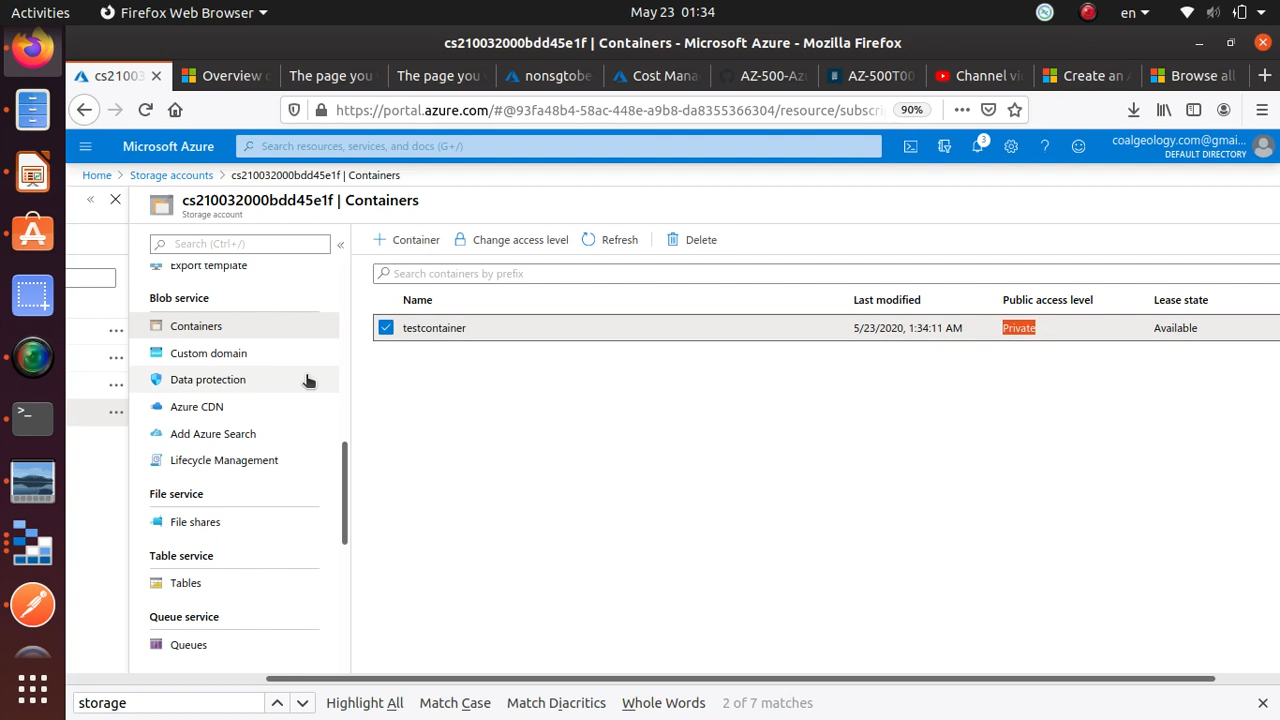 Activities Firefox Web Browser May 23 01:34 en
cs210032000bdd45e1f | Containers - Microsoft Azure - Mozilla Firefox
cs21003 Overview The page you The page you nonsgtobe Cost Mana AZ-500-Az AZ-500T00 Channel vi Create an Browse all
https://portal.azure.com/#@93fa48b4-58ac-448e-a9b8-da8355366304/resource/subscri 90%
Microsoft Azure Search resources, services, and docs (G+/) 3 coalgeology.com@gmai...
DEFAULT DIRECTORY
Home Storage accounts cs210032000bdd45e1f | Containers
cs210032000bdd45e1f | Containers
Storage account
Search (Ctrl+/)
Container Change access level Refresh Delete
Search containers by prefix
Name Last modified Public access level Lease state
testcontainer 5/23/2020, 1:34:11 AM Private Available
Export template
Blob service
Containers
Custom domain
Data protection
Azure CDN
Add Azure Search
Lifecycle Management
File service
File shares
Table service
Tables
Queue service
Queues
storage Highlight All Match Case Match Diacritics Whole Words 2 of 7 matches